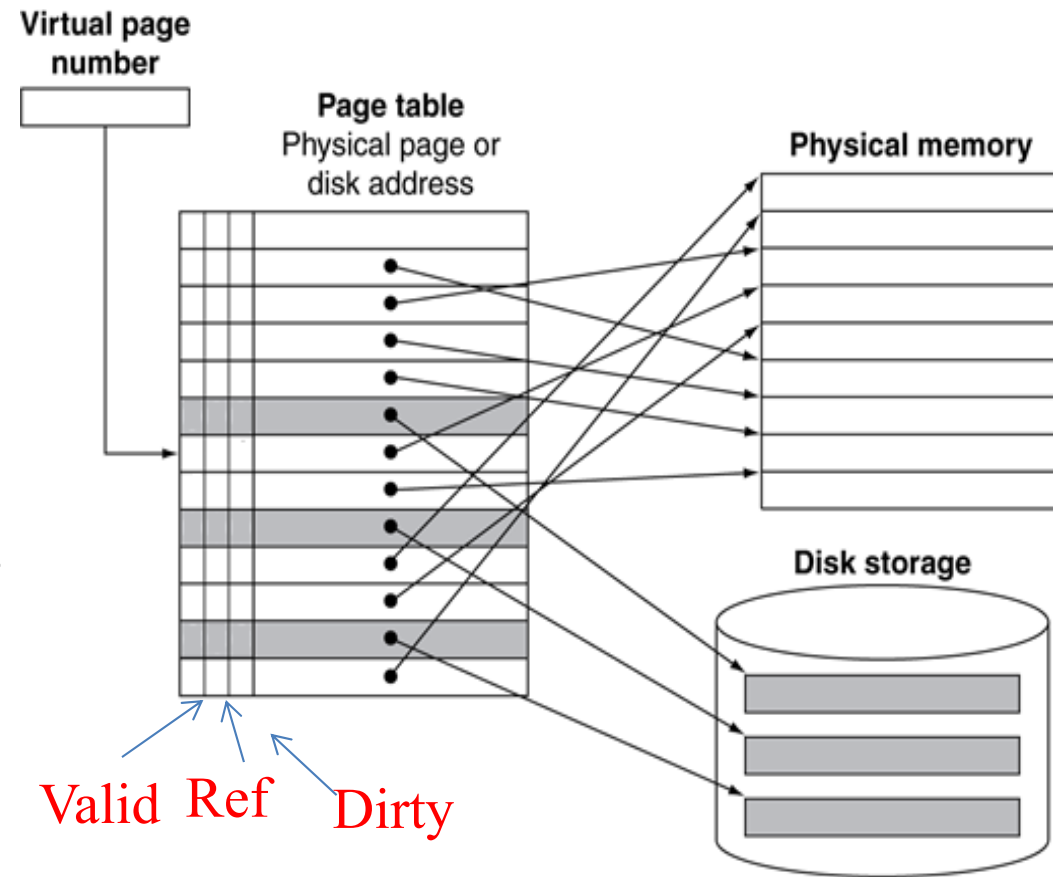 Virtual page
number
Page table
Physical page or
disk address
Physical memory
Disk storage
Valid Ref Dirty